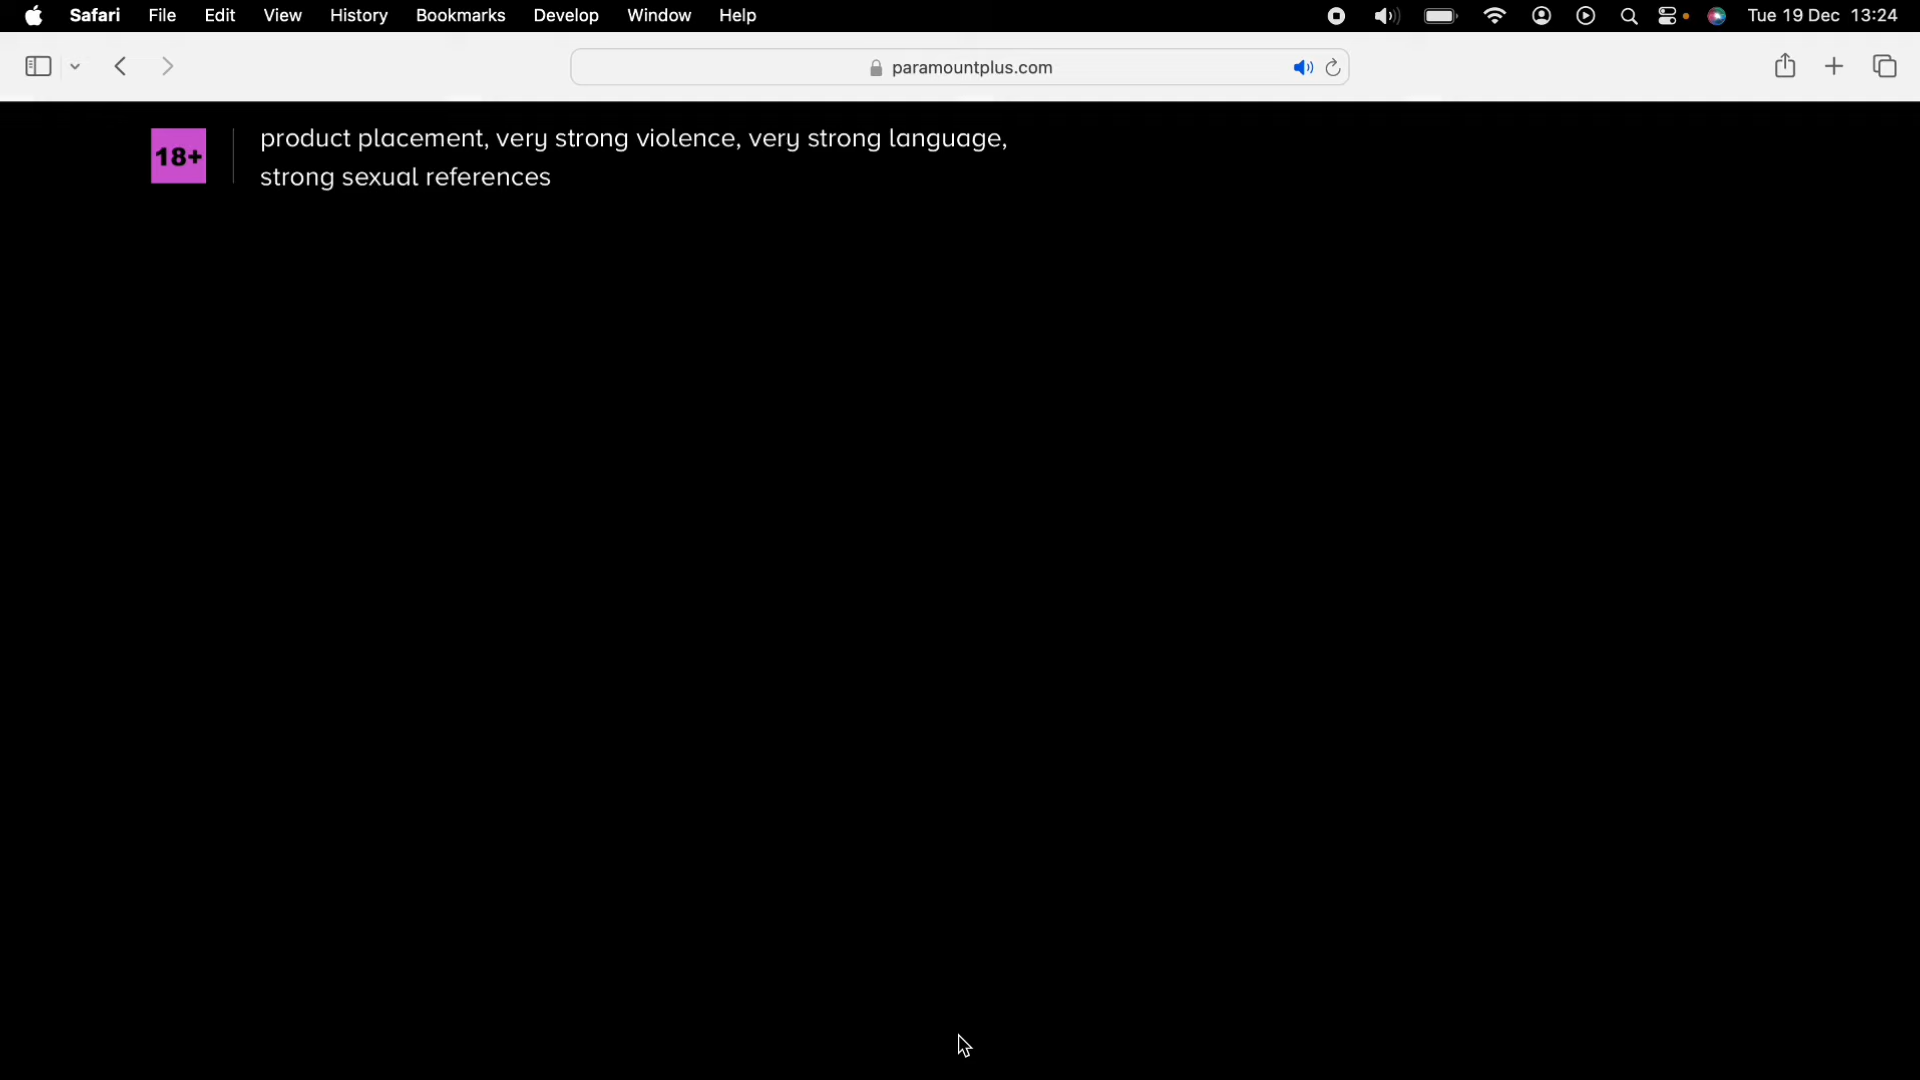 Safari File Edit View History Bookmarks Develop Window Help Tue 19 Dec 13:24
paramountplus.com
18+
product placement, very strong violence, very strong language,
strong sexual references